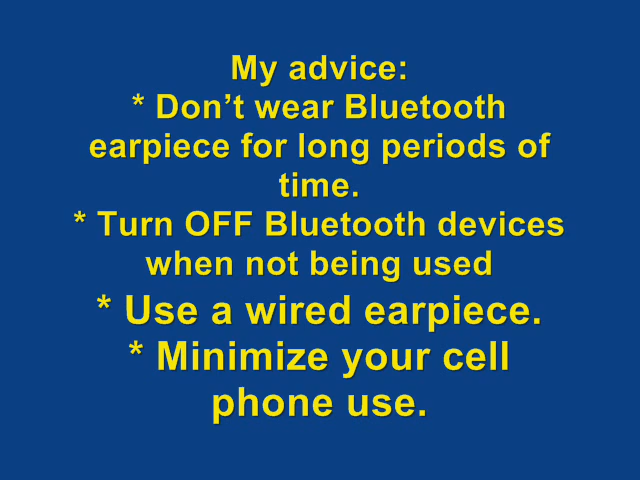 My advice:
* Don’t wear Bluetooth
earpiece for long periods of
time.
* Turn OFF Bluetooth devices
when not being used
* Use a wired earpiece.
* Minimize your cell
phone use.